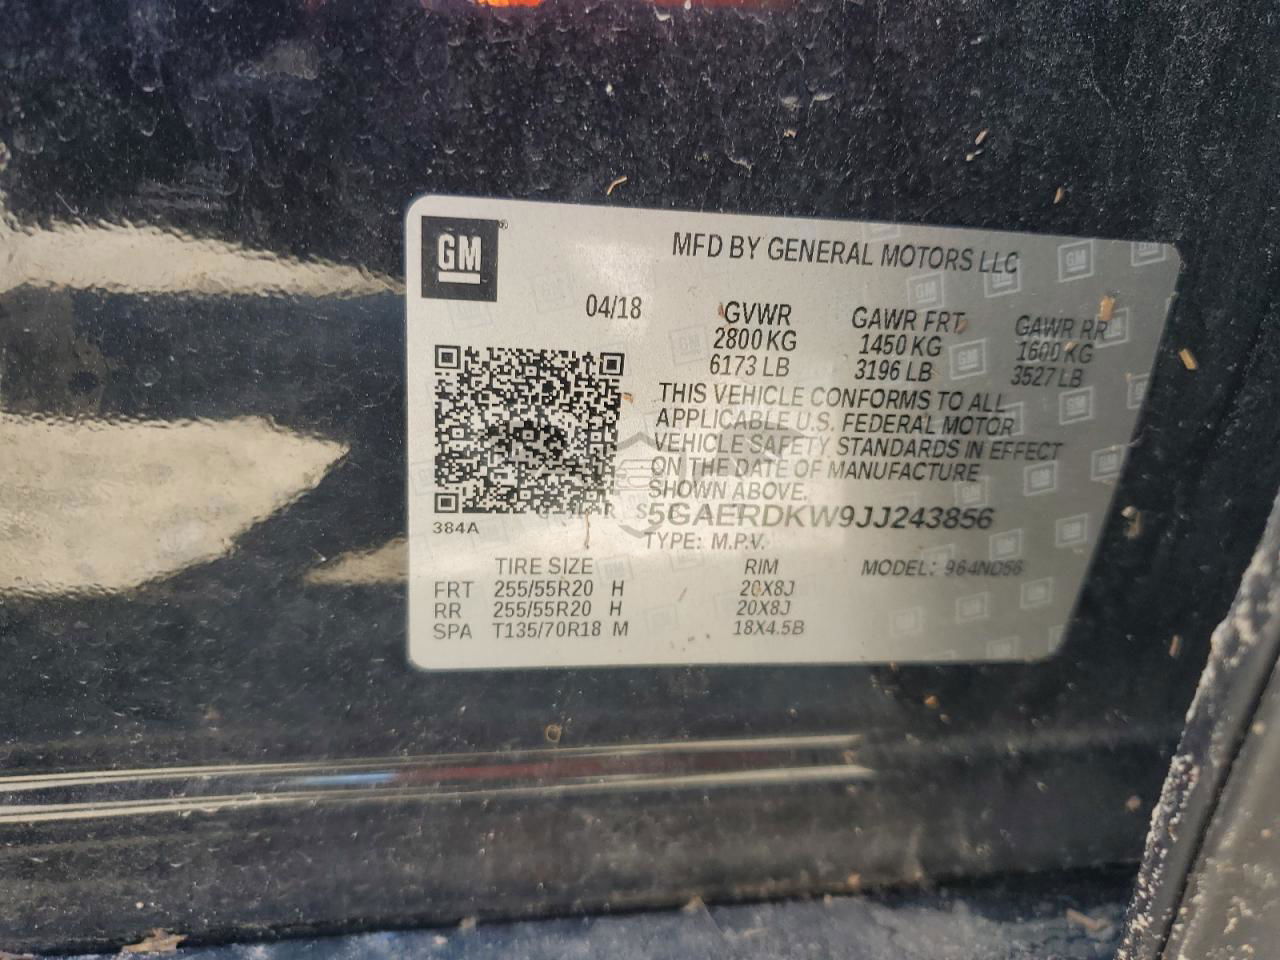 GM
MFD BY GENERAL MOTORS LLC
04/18 GVWR GAWR FRT GAWR RR
2800 KG 1450 KG 1600 KG
6173 LB 3196 LB 3527 LB
THIS VEHICLE CONFORMS TO ALL
APPLICABLE U.S. FEDERAL MOTOR
VEHICLE SAFETY STANDARDS IN EFFECT
ON THE DATE OF MANUFACTURE
SHOWN ABOVE.
5GAERDKW9JJ243856
384A
TYPE: M.P.V.
TIRE SIZE RIM MODEL: 964NO56
FRT 255/55R20 H 20X8J
RR 255/55R20 H 20X8J
SPA T135/70R18 M 18X4.5B